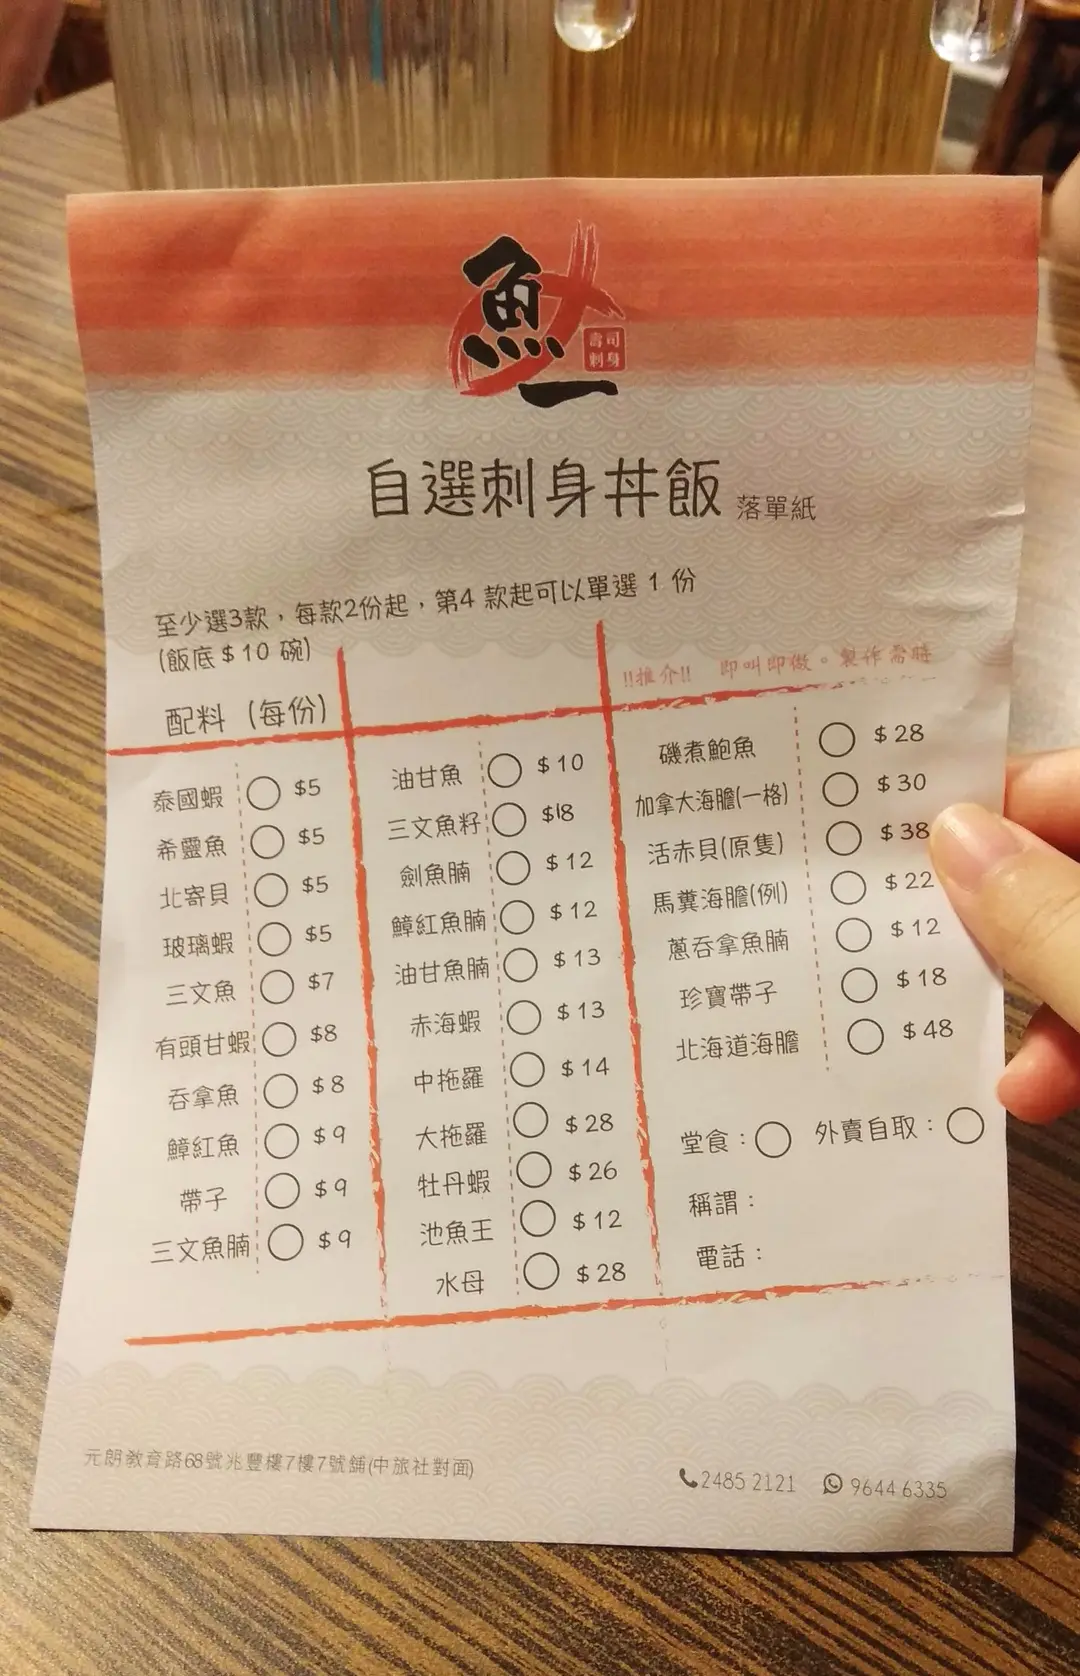 魚一
壽司
刺身
自選刺身丼飯 落單紙
至少選3款，每款2份起，第4 款起可以單選 1 份
(飯底$10 碗)
配料 (每份)
泰國蝦 $5
希靈魚 $5
北寄貝 $5
玻璃蝦 $5
三文魚 $7
有頭甘蝦 $8
吞拿魚 $8
鱆紅魚 $9
帶子 $9
三文魚腩 $9
油甘魚 $10
三文魚籽 $18
劍魚腩 $12
鱆紅魚腩 $12
油甘魚腩 $13
赤海蝦 $13
中拖羅 $14
大拖羅 $28
牡丹蝦 $26
池魚王 $12
水母 $28
!!推介!! 即叫即做。製作需時
磯煮鮑魚 $28
加拿大海膽(一格) $30
活赤貝(原隻) $38
馬糞海膽(例) $22
蔥吞拿魚腩 $12
珍寶帶子 $18
北海道海膽 $48
堂食： 外賣自取：
稱謂：
電話：
元朗教育路68號兆豐樓7樓7號鋪(中旅社對面)
2485 2121 9644 6335